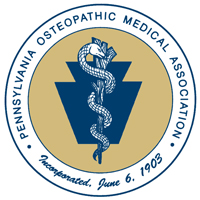 PENNSYLVANIA OSTEOPATHIC MEDICAL ASSOCIATION
Incorporated, June 6, 1903